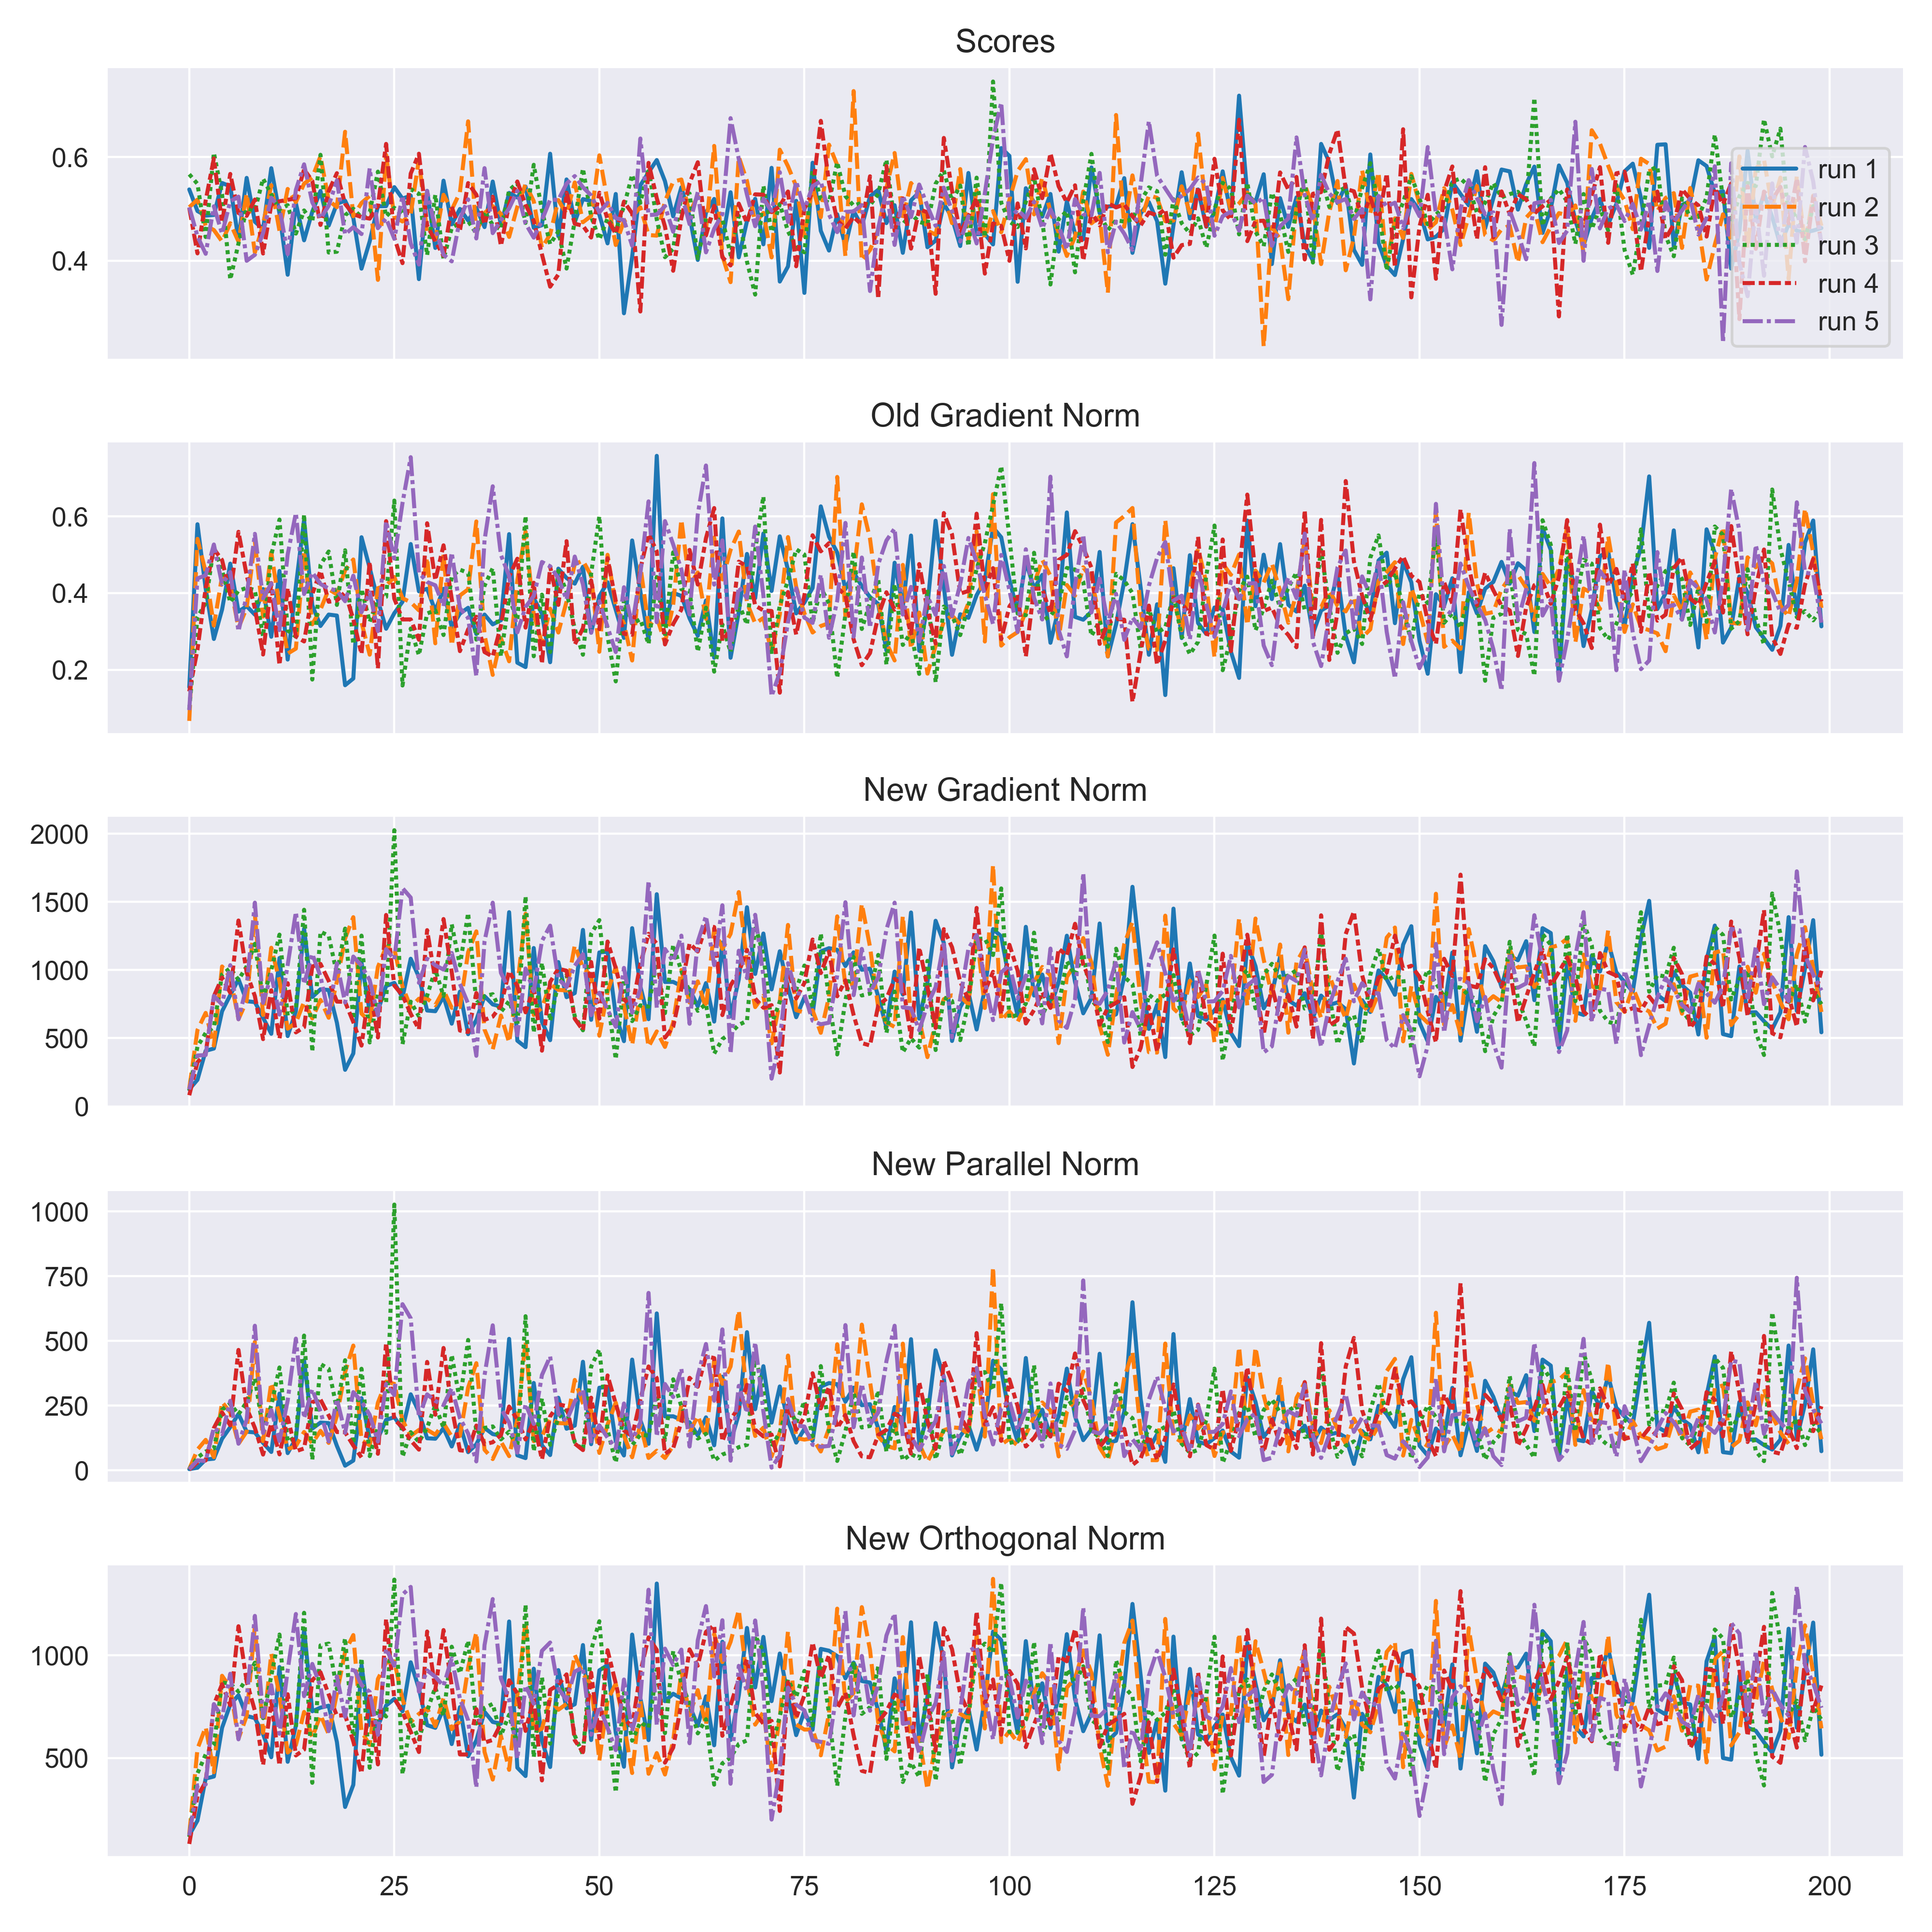 Scores
0.6
0.4
run 1
run 2
run 3
run 4
run 5
Old Gradient Norm
0.6
0.4
0.2
New Gradient Norm
2000
1500
1000
500
0
New Parallel Norm
1000
750
500
250
0
New Orthogonal Norm
1000
500
0 25 50 75 100 125 150 175 200